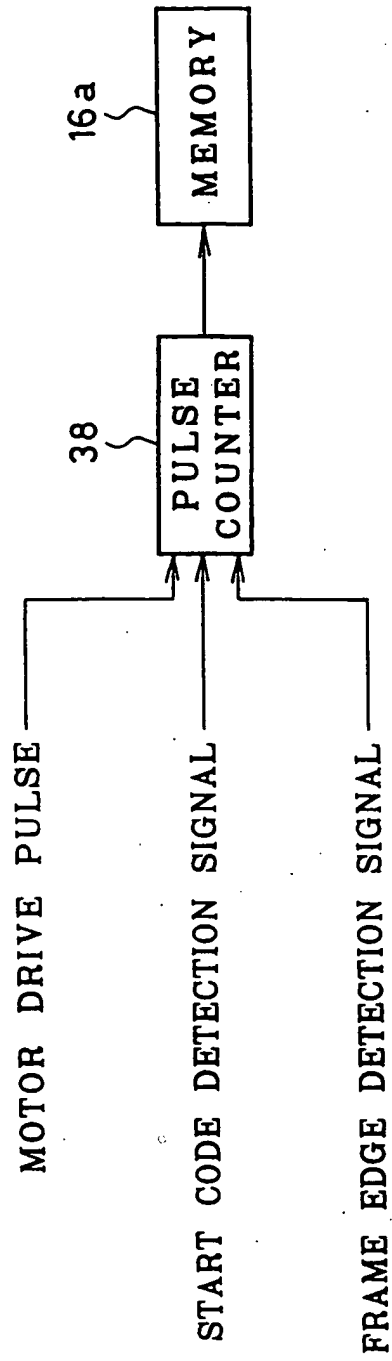 MOTOR DRIVE PULSE
START CODE DETECTION SIGNAL
FRAME EDGE DETECTION SIGNAL
38
PULSE
COUNTER
16a
MEMORY